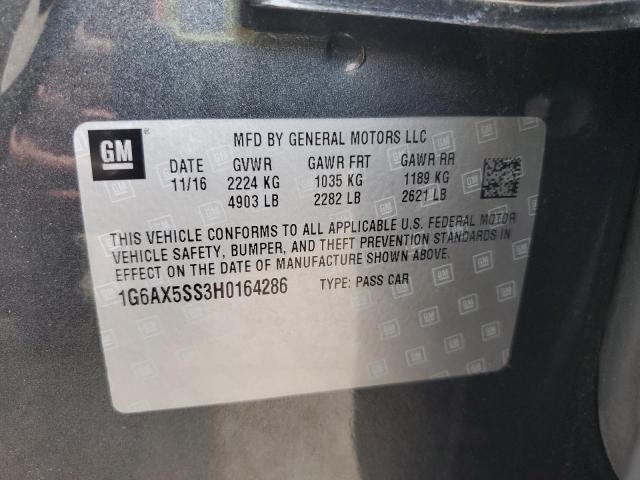 GM ® MFD BY GENERAL MOTORS LLC
DATE GVWR GAWR FRT GAWR RR
11/16 2224 KG 1035 KG 1189 KG
4903 LB 2282 LB 2621 LB
THIS VEHICLE CONFORMS TO ALL APPLICABLE U.S. FEDERAL MOTOR
VEHICLE SAFETY, BUMPER, AND THEFT PREVENTION STANDARDS IN
EFFECT ON THE DATE OF MANUFACTURE SHOWN ABOVE.
1G6AX5SS3H0164286 TYPE: PASS CAR